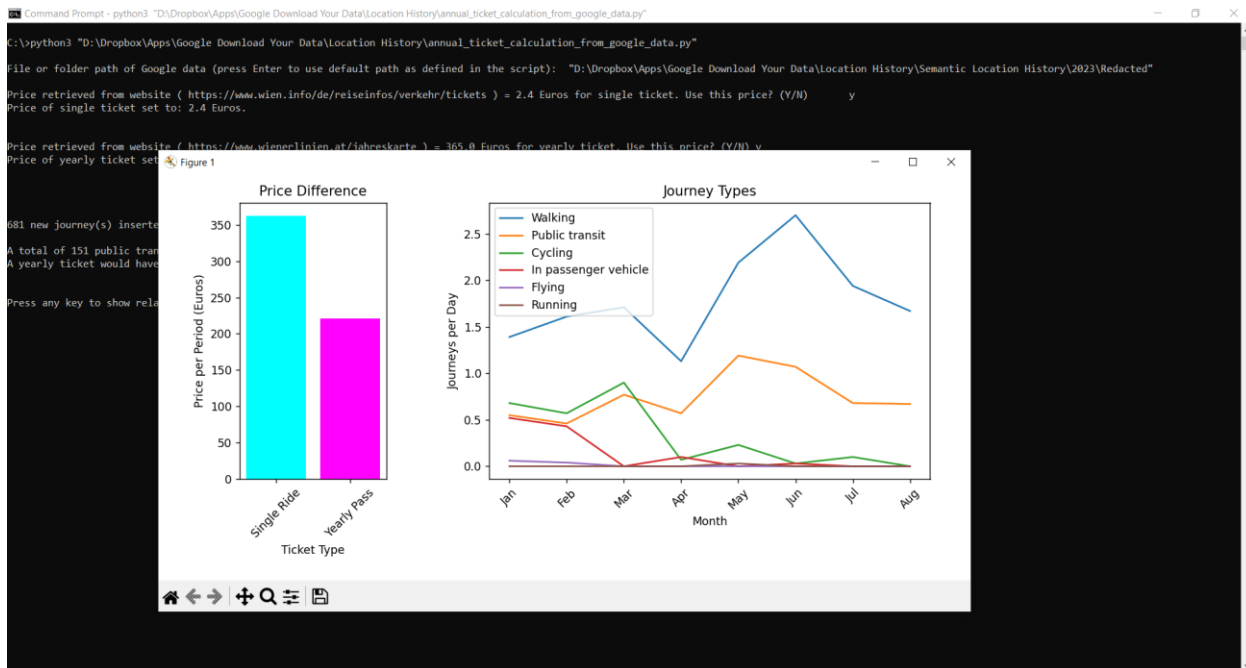 Command Prompt - python3 "D:\Dropbox\Apps\Google Download Your Data\Location History\annual_ticket_calculation_from_google_data.py"
C:\>python3 "D:\Dropbox\Apps\Google Download Your Data\Location History\annual_ticket_calculation_from_google_data.py"
File or folder path of Google data (press Enter to use default path as defined in the script): "D:\Dropbox\Apps\Google Download Your Data\Location History\Semantic Location History\2023\Redacted"
Price retrieved from website ( https://www.wien.info/de/reiseinfos/verkehr/tickets ) = 2.4 Euros for single ticket. Use this price? (Y/N) y
Price of single ticket set to: 2.4 Euros.
Price retrieved from website ( https://www.wienerlinien.at/jahreskarte ) = 365.0 Euros for yearly ticket. Use this price? (Y/N) y
Price of yearly ticket set
681 new journey(s) inserte
A total of 151 public tran
A yearly ticket would have
Press any key to show rela
Figure 1
Price Difference
350
300
250
200
150
100
50
0
Price per Period (Euros)
Single Ride
Yearly Pass
Ticket Type
Journey Types
Walking
Public transit
Cycling
In passenger vehicle
Flying
Running
2.5
2.0
1.5
1.0
0.5
0.0
Journeys per Day
Jan
Feb
Mar
Apr
May
Jun
Jul
Aug
Month